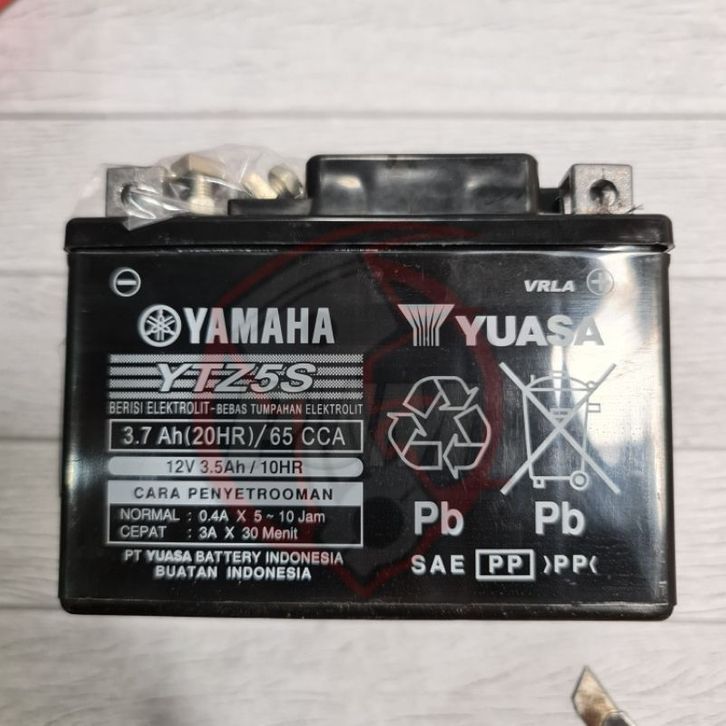 VRLA
YAMAHA
YUASA
YTZ5S
BERISI ELEKTROLIT-BEBAS TUMPAHAN ELEKTROLIT
3.7 Ah(20HR)/65 CCA
12V 3.5Ah/10HR
CARA PENYETROOMAN
NORMAL : 0.4A X 5~10 Jam
CEPAT : 3A X 30 Menit
PT YUASA BATTERY INDONESIA
BUATAN INDONESIA
Pb Pb
SAE PP >PP<